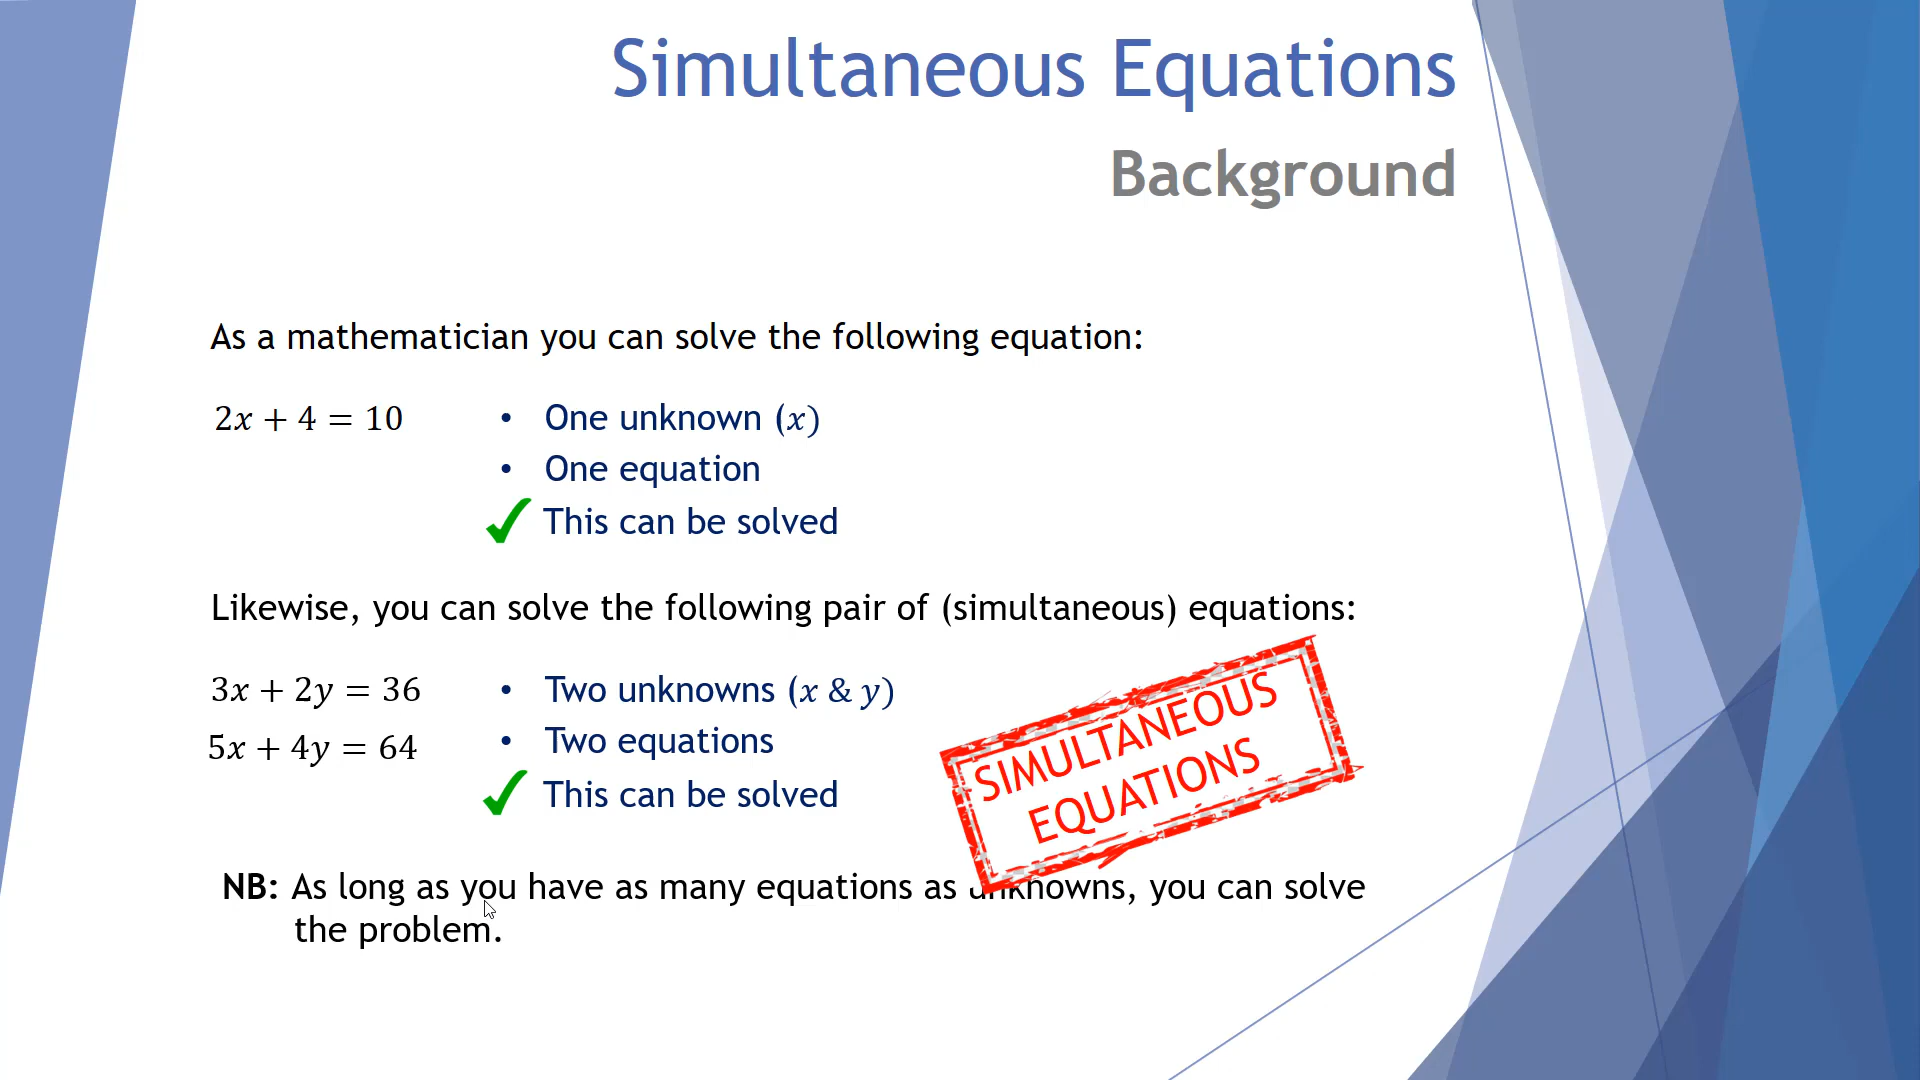 Simultaneous Equations
Background
As a mathematician you can solve the following equation:
2x + 4 = 10
• One unknown (x)
• One equation
✓ This can be solved
Likewise, you can solve the following pair of (simultaneous) equations:
3x + 2y = 36
5x + 4y = 64
• Two unknowns (x & y)
• Two equations
✓ This can be solved
SIMULTANEOUS
EQUATIONS
NB: As long as you have as many equations as unknowns, you can solve
the problem.